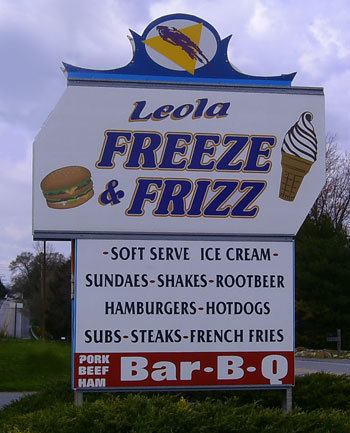 Leola
FREEZE
& FRIZZ
-SOFT SERVE ICE CREAM-
SUNDAES-SHAKES-ROOTBEER
HAMBURGERS-HOTDOGS
SUBS-STEAKS-FRENCH FRIES
PORK
BEEF
HAM
Bar-B-Q